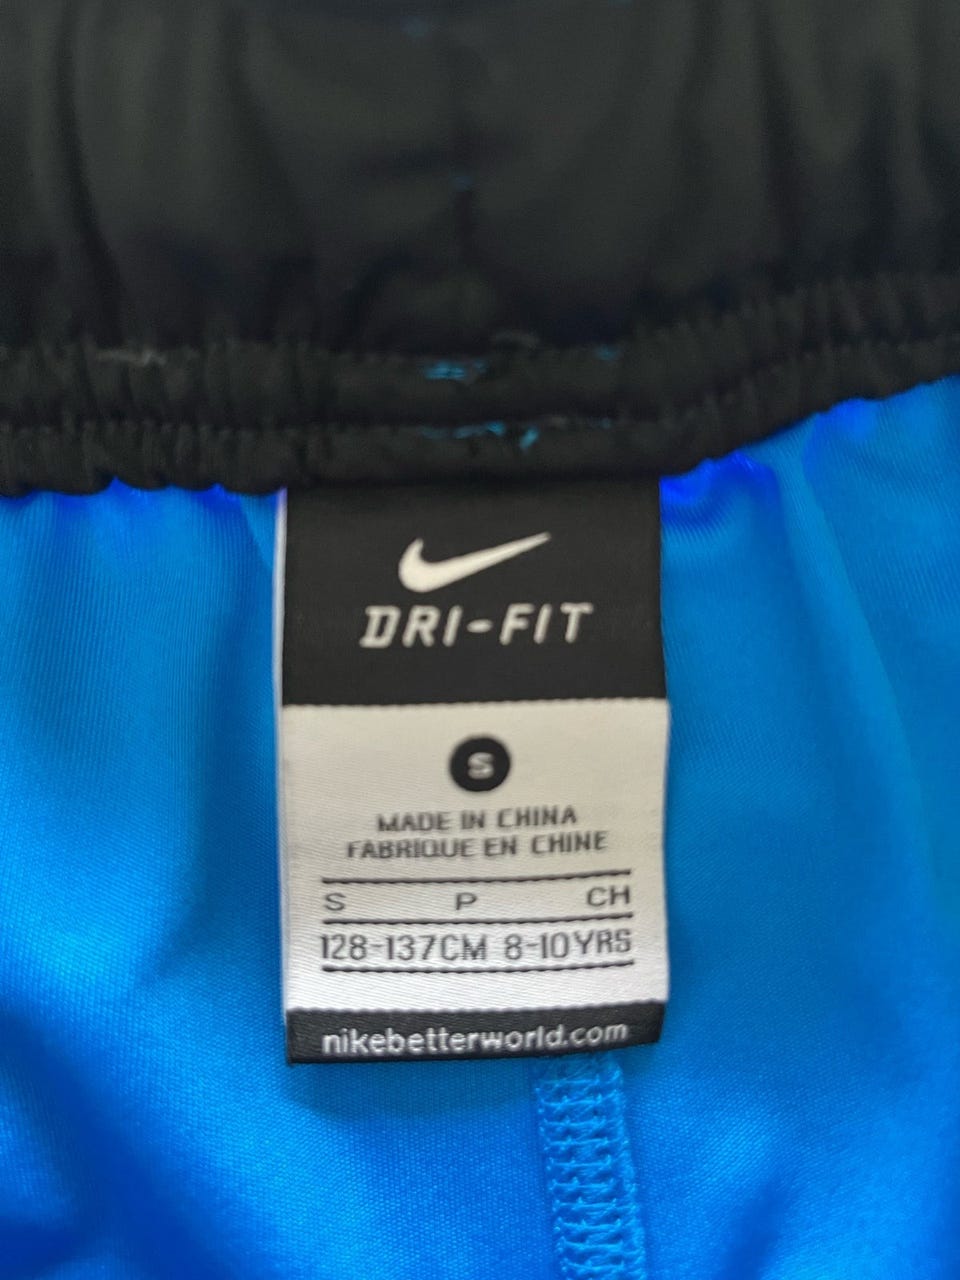 DRI-FIT
S
MADE IN CHINA
FABRIQUE EN CHINE
S P CH
128-137CM 8-10YRS
nikebetterworld.com